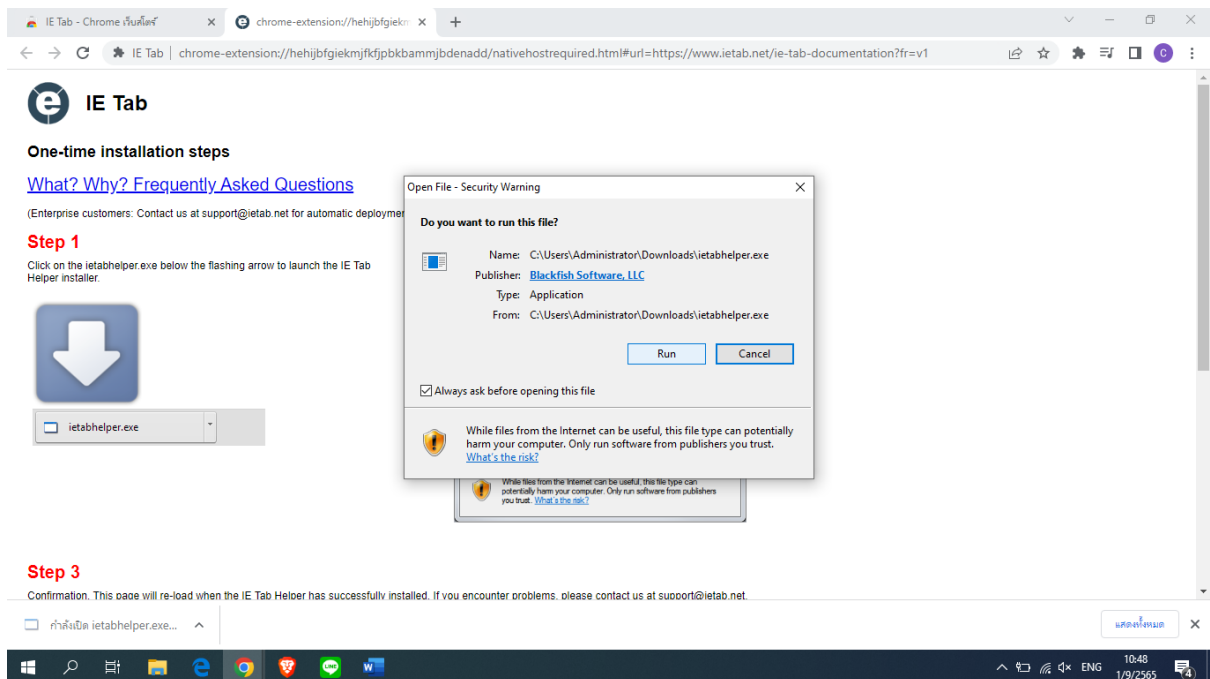 IE Tab - Chrome เว็บสโตร์
chrome-extension://hehijbfgiekm
IE Tab | chrome-extension://hehijbfgiekmjfkfjpbkbammjbdenadd/nativehostrequired.html#url=https://www.ietab.net/ie-tab-documentation?fr=v1
C
IE Tab
One-time installation steps
What? Why? Frequently Asked Questions
(Enterprise customers: Contact us at support@ietab.net for automatic deploymen
Step 1
Click on the ietabhelper.exe below the flashing arrow to launch the IE Tab
Helper installer.
ietabhelper.exe
Open File - Security Warning
Do you want to run this file?
Name: C:\Users\Administrator\Downloads\ietabhelper.exe
Publisher: Blackfish Software, LLC
Type: Application
From: C:\Users\Administrator\Downloads\ietabhelper.exe
Run Cancel
Always ask before opening this file
While files from the Internet can be useful, this file type can potentially
harm your computer. Only run software from publishers you trust.
What's the risk?
While files from the Internet can be useful, this file type can
potentially harm your computer. Only run software from publishers
you trust. What's the risk?
Step 3
Confirmation. This page will re-load when the IE Tab Helper has successfully installed. If you encounter problems, please contact us at support@ietab.net.
กำลังเปิด ietabhelper.exe...
แสดงทั้งหมด
LINE
W
ENG
10:48
1/9/2565
4